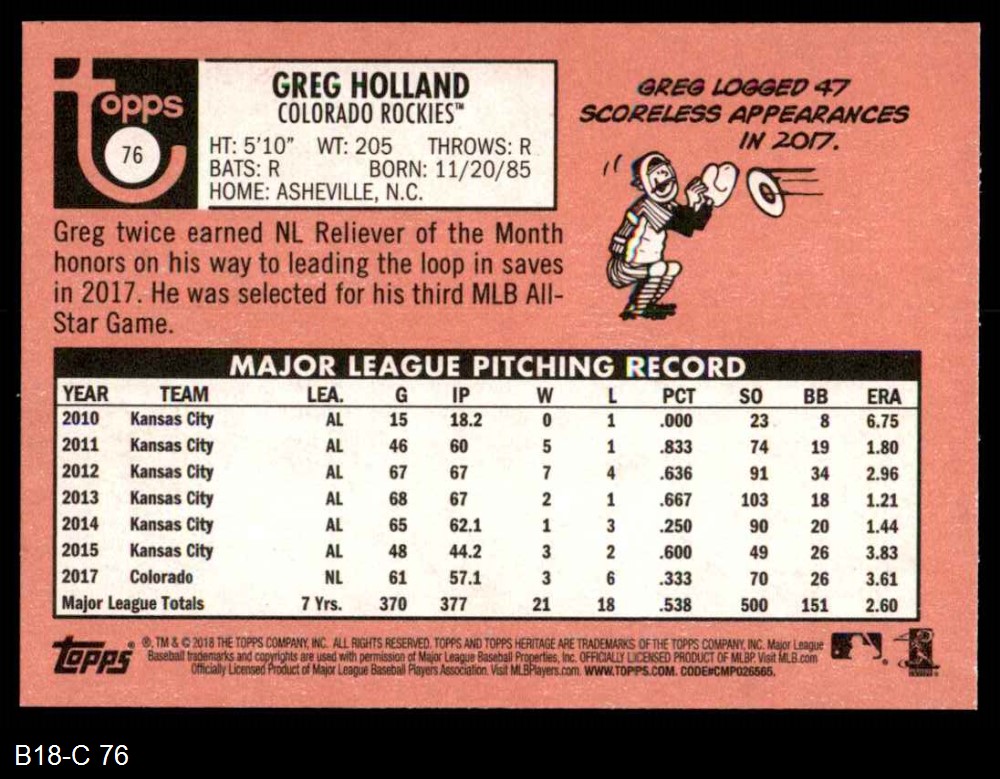 topps
76
GREG HOLLAND
COLORADO ROCKIES™
HT: 5'10" WT: 205 THROWS: R
BATS: R BORN: 11/20/85
HOME: ASHEVILLE, N.C.
GREG LOGGED 47
SCORELESS APPEARANCES
IN 2017.
Greg twice earned NL Reliever of the Month
honors on his way to leading the loop in saves
in 2017. He was selected for his third MLB All-
Star Game.
MAJOR LEAGUE PITCHING RECORD
YEAR TEAM LEA. G IP W L PCT SO BB ERA
2010 Kansas City AL 15 18.2 0 1 .000 23 8 6.75
2011 Kansas City AL 46 60 5 1 .833 74 19 1.80
2012 Kansas City AL 67 67 7 4 .636 91 34 2.96
2013 Kansas City AL 68 67 2 1 .667 103 18 1.21
2014 Kansas City AL 65 62.1 1 3 .250 90 20 1.44
2015 Kansas City AL 48 44.2 3 2 .600 49 26 3.83
2017 Colorado NL 61 57.1 3 6 .333 70 26 3.61
Major League Totals 7 Yrs. 370 377 21 18 .538 500 151 2.60
topps® ®, TM & © 2018 THE TOPPS COMPANY, INC. ALL RIGHTS RESERVED. TOPPS AND TOPPS HERITAGE ARE TRADEMARKS OF THE TOPPS COMPANY, INC. Major League
Baseball trademarks and copyrights are used with permission of Major League Baseball Properties, Inc. OFFICIALLY LICENSED PRODUCT OF MLBP. Visit MLB.com
Officially Licensed Product of Major League Baseball Players Association. Visit MLBPlayers.com. WWW.TOPPS.COM. CODE#CMP026565.
B18-C 76